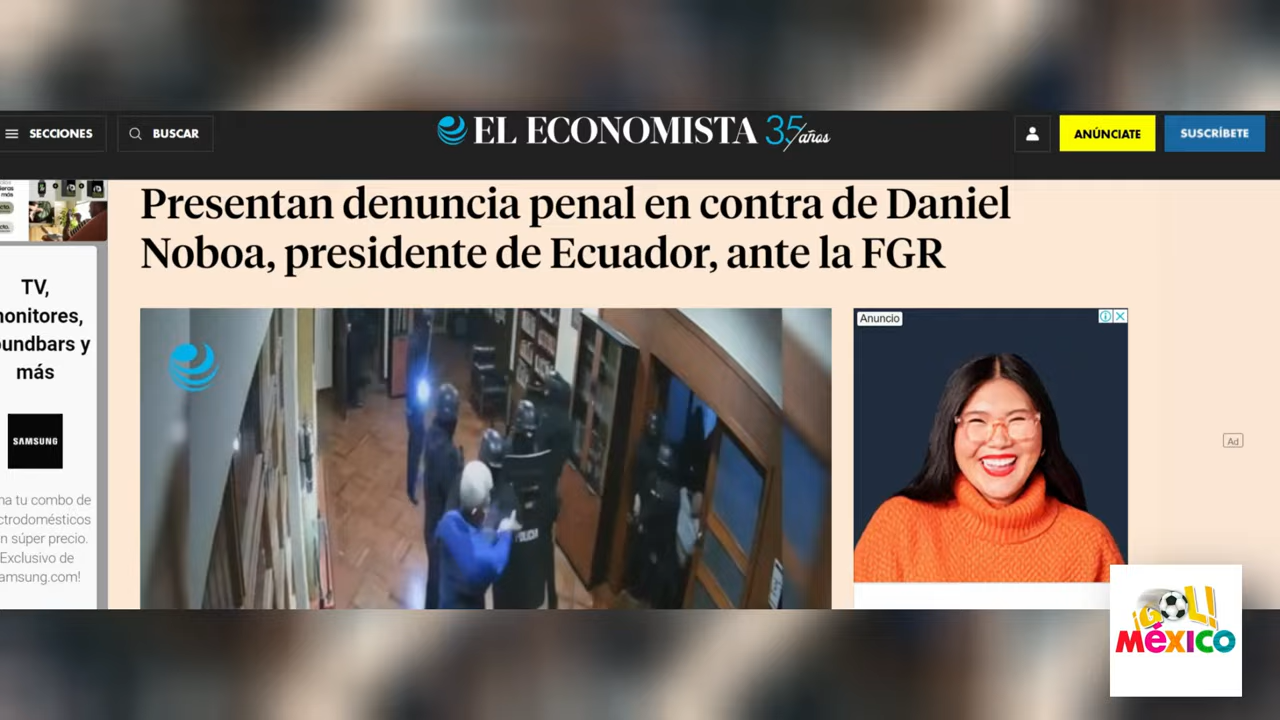 SECCIONES
BUSCAR
EL ECONOMISTA 35 años
ANÚNCIATE
SUSCRÍBETE
Presentan denuncia penal en contra de Daniel
Noboa, presidente de Ecuador, ante la FGR
TV,
monitores,
oundbars y
más
SAMSUNG
na tu combo de
ctrodomésticos
n súper precio.
Exclusivo de
amsung.com!
POLICIA
Anuncio
Ad
¡GOL!
México